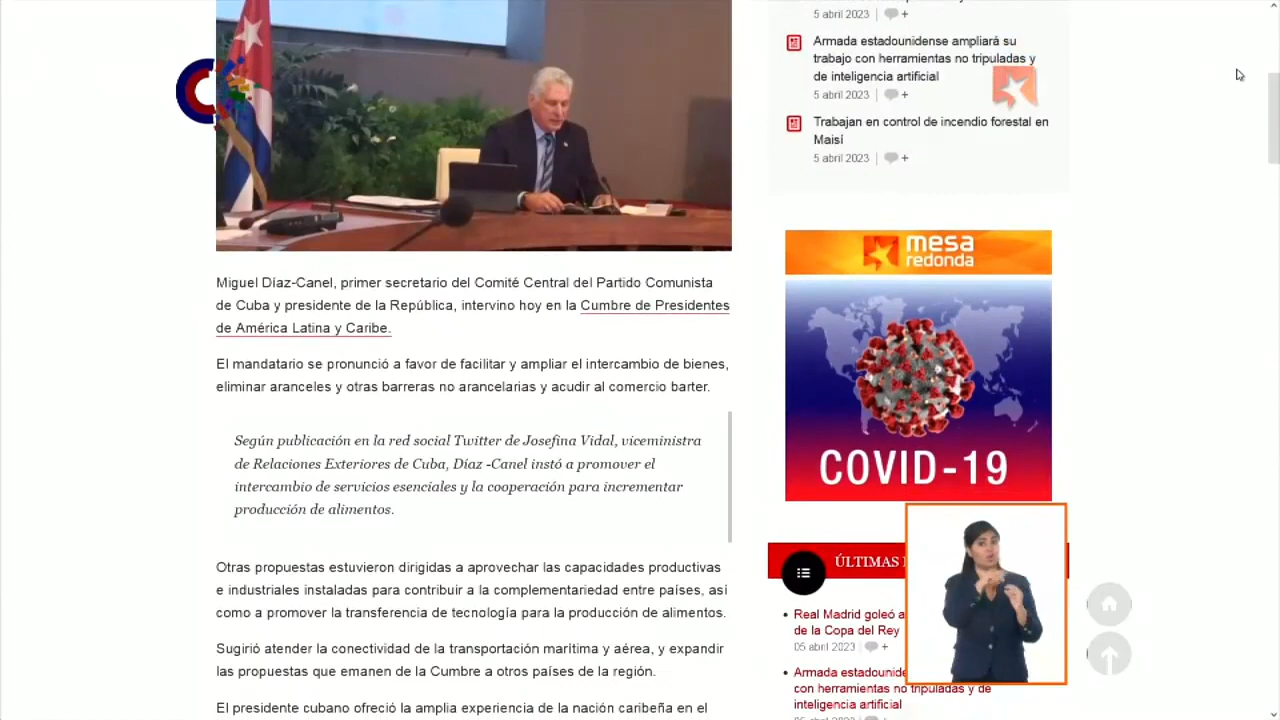 Miguel Díaz-Canel, primer secretario del Comité Central del Partido Comunista
de Cuba y presidente de la República, intervino hoy en la Cumbre de Presidentes
de América Latina y Caribe.
El mandatario se pronunció a favor de facilitar y ampliar el intercambio de bienes,
eliminar aranceles y otras barreras no arancelarias y acudir al comercio barter.
Según publicación en la red social Twitter de Josefina Vidal, viceministra
de Relaciones Exteriores de Cuba, Díaz -Canel instó a promover el
intercambio de servicios esenciales y la cooperación para incrementar
producción de alimentos.
Otras propuestas estuvieron dirigidas a aprovechar las capacidades productivas
e industriales instaladas para contribuir a la complementariedad entre países, así
como a promover la transferencia de tecnología para la producción de alimentos.
Sugirió atender la conectividad de la transportación marítima y aérea, y expandir
las propuestas que emanen de la Cumbre a otros países de la región.
El presidente cubano ofreció la amplia experiencia de la nación caribeña en el
5 abril 2023 | +
Armada estadounidense ampliará su
trabajo con herramientas no tripuladas y
de inteligencia artificial
5 abril 2023 | +
Trabajan en control de incendio forestal en
Maisí
5 abril 2023 | +
mesa
redonda
COVID-19
ÚLTIMAS
Real Madrid goleó a
de la Copa del Rey
05 abril 2023 | +
Armada estadounide
con herramientas no tripuladas y de
inteligencia artificial